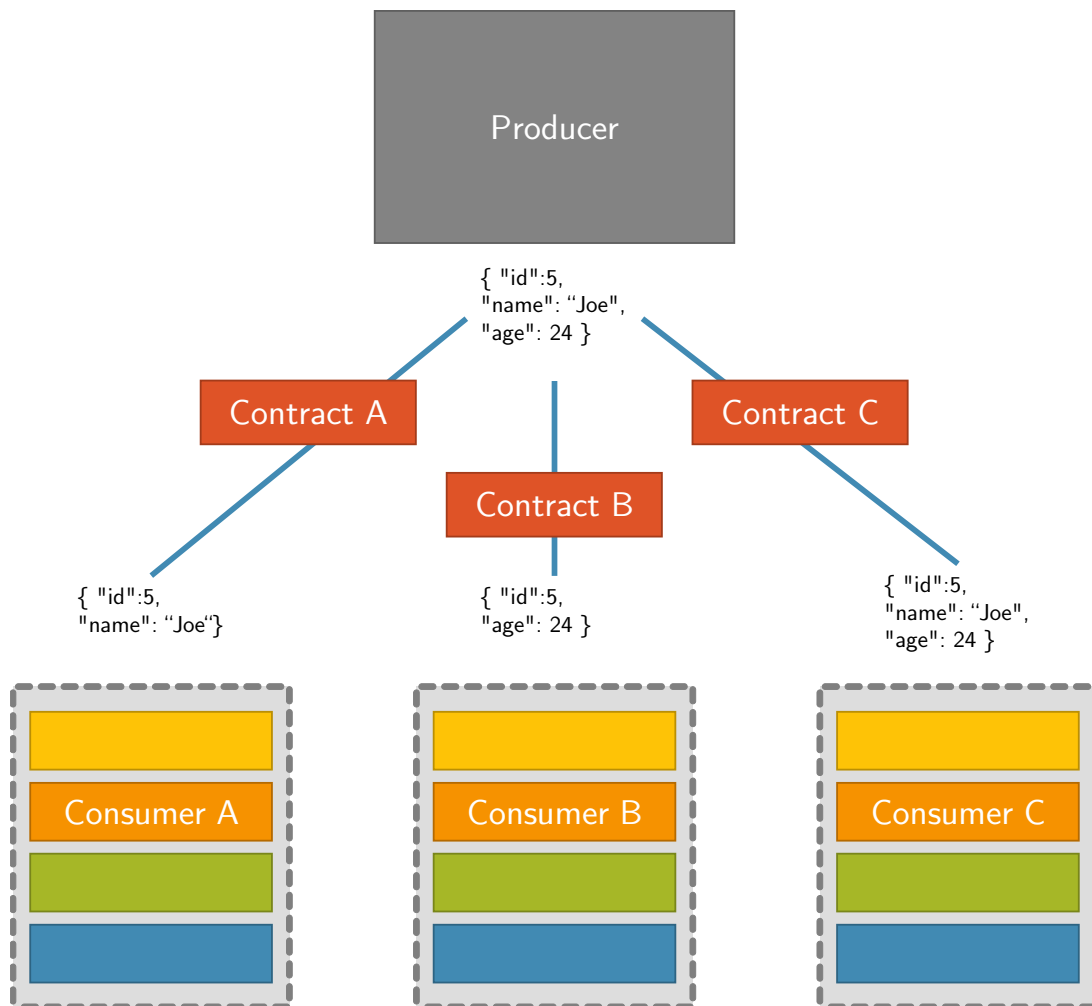 Producer
{ "id":5,
"name": “Joe",
"age": 24 }
Contract A
Contract C
Contract B
{ "id":5,
"name": “Joe“}
{ "id":5,
"age": 24 }
{ "id":5,
"name": “Joe",
"age": 24 }
Consumer A
Consumer B
Consumer C